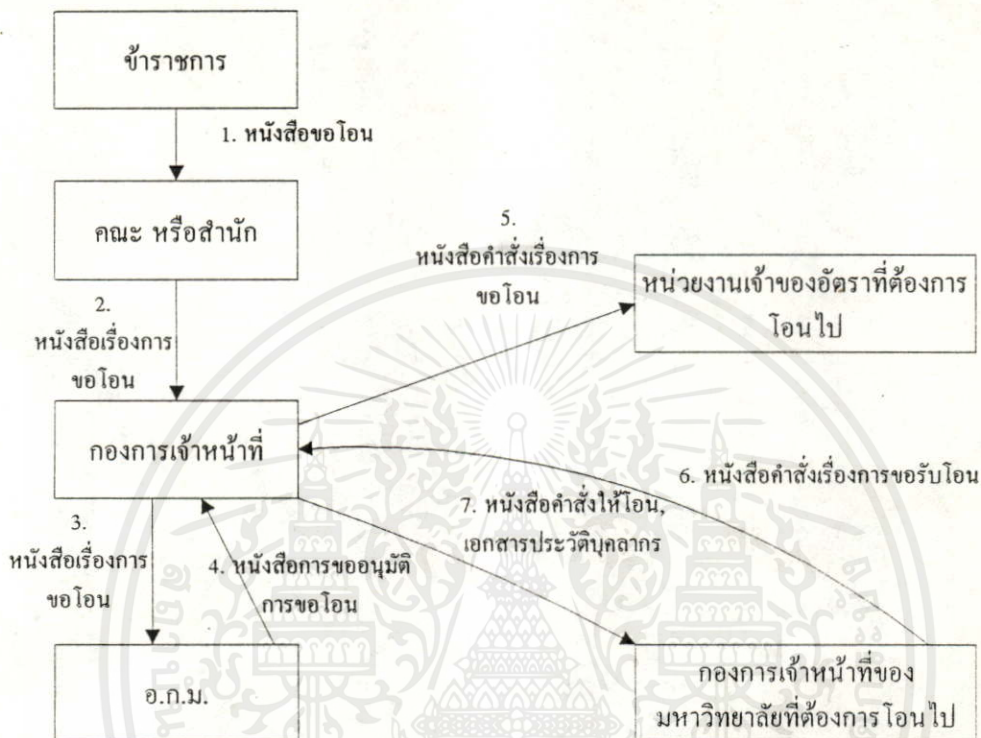 ข้าราชการ
1. หนังสือขอโอน
คณะ หรือสำนัก
2.
หนังสือเรื่องการ
ขอโอน
5.
หนังสือคำสั่งเรื่องการ
ขอโอน
หน่วยงานเจ้าของอัตราที่ต้องการ
โอนไป
กองการเจ้าหน้าที่
6. หนังสือคำสั่งเรื่องการขอรับโอน
7. หนังสือคำสั่งให้โอน,
เอกสารประวัติบุคลากร
3.
หนังสือเรื่องการ
ขอโอน
4. หนังสือการขออนุมัติ
การขอโอน
อ.ก.ม.
กองการเจ้าหน้าที่ของ
มหาวิทยาลัยที่ต้องการโอนไป